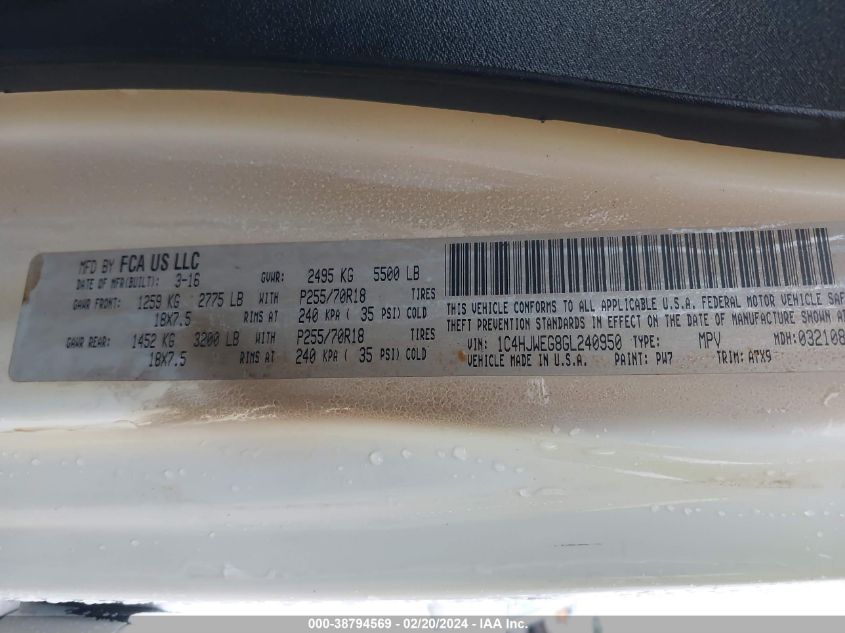 MFD BY FCA US LLC
DATE OF MFR(BUILT): 3-16 GVWR: 2495 KG 5500 LB
GAWR FRONT: 1259 KG 2775 LB WITH P255/70R18 TIRES
18X7.5 RIMS AT 240 KPA ( 35 PSI) COLD
GAWR REAR: 1452 KG 3200 LB WITH P255/70R18 TIRES
18X7.5 RIMS AT 240 KPA ( 35 PSI) COLD
THIS VEHICLE CONFORMS TO ALL APPLICABLE U.S.A. FEDERAL MOTOR VEHICLE SAF
THEFT PREVENTION STANDARDS IN EFFECT ON THE DATE OF MANUFACTURE SHOWN A
VIN: 1C4HJWEG8GL240950 TYPE: MPV MDH: 032108
VEHICLE MADE IN U.S.A. PAINT: PW7 TRIM: A7X9
000-38794569 - 02/20/2024 - IAA Inc.